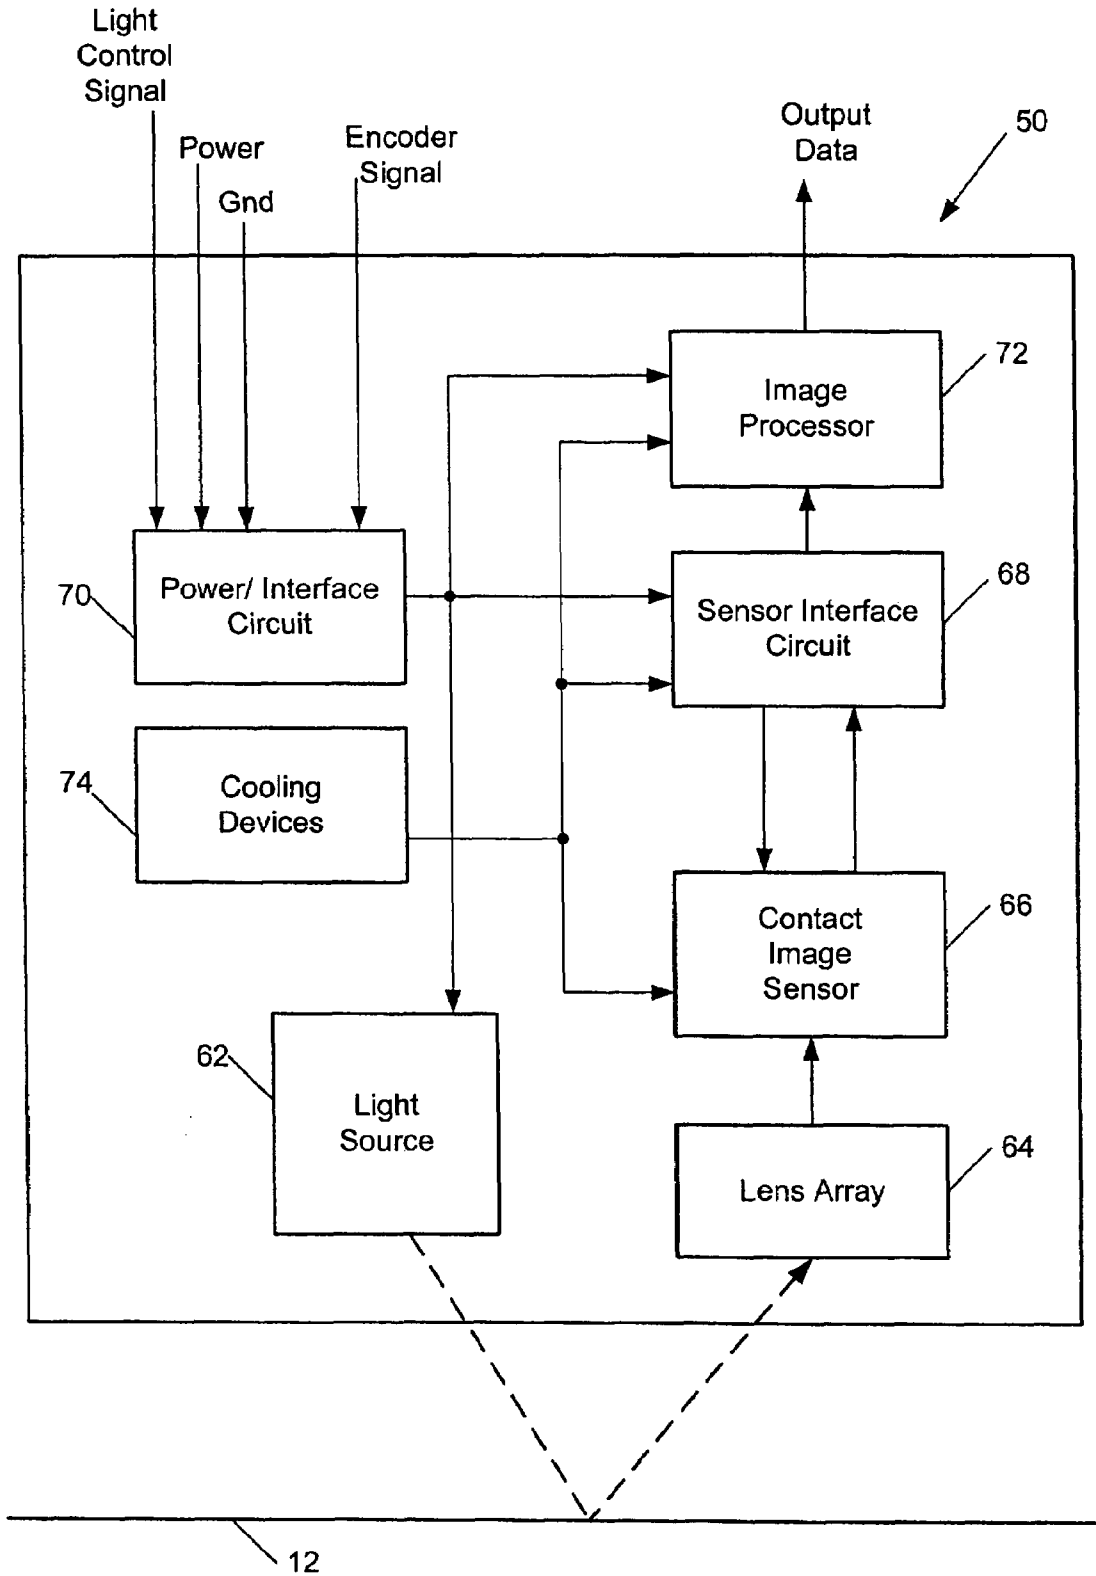 Light
Control
Signal
Power
Gnd
Encoder
Signal
Output
Data
50
72
Image
Processor
70
Power/ Interface
Circuit
68
Sensor Interface
Circuit
74
Cooling
Devices
66
Contact
Image
Sensor
62
Light
Source
64
Lens Array
12